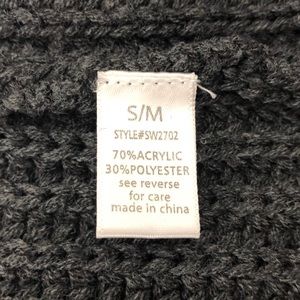 S/M
STYLE#SW2702
70%ACRYLIC
30%POLYESTER
see reverse
for care
made in china